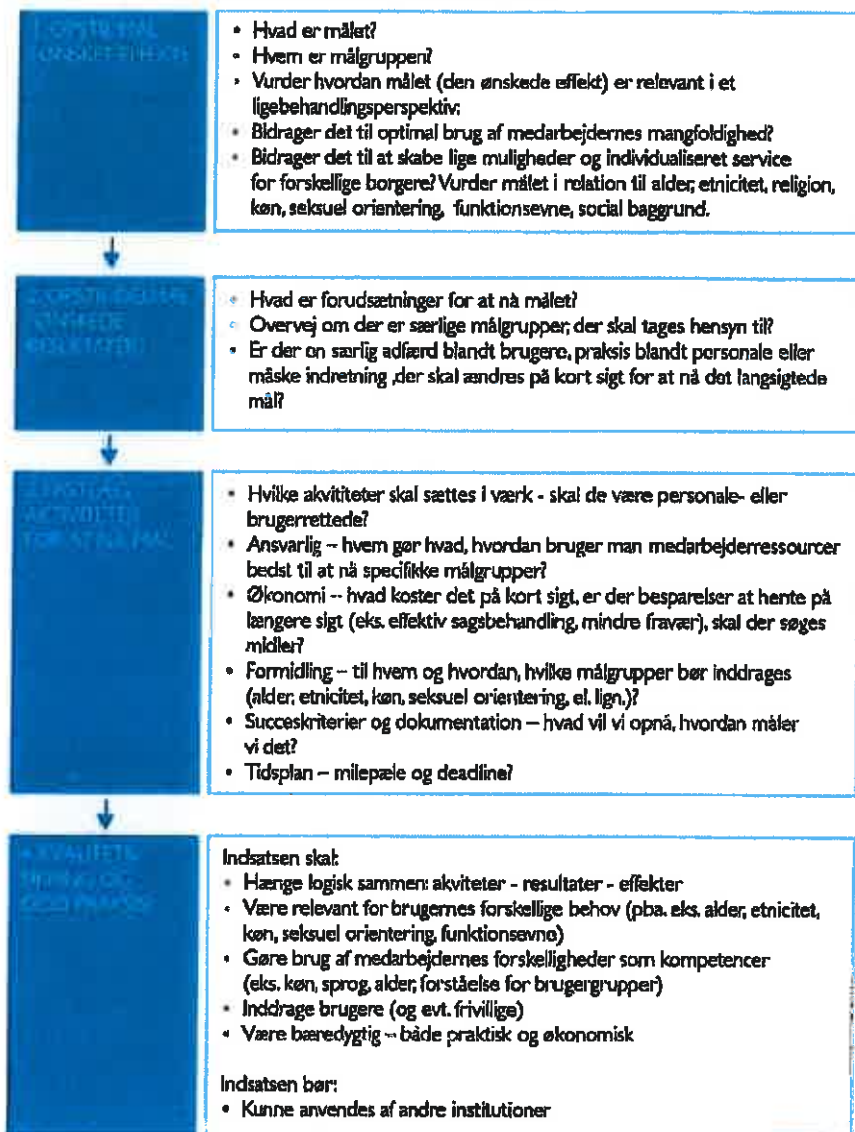 1. OPSTIL MÅL
• Hvad er målet?
• Hvem er målgruppen?
• Vurder hvordan målet (den ønskede effekt) er relevant i et
ligebehandlingsperspektiv:
• Bidrager det til optimal brug af medarbejdernes mangfoldighed?
• Bidrager det til at skabe lige muligheder og individualiseret service
for forskellige borgere? Vurder målet i relation til alder, etnicitet, religion,
køn, seksuel orientering, funktionsevne, social baggrund.
RESULTATER
• Hvad er forudsætninger for at nå målet?
• Overvej om der er særlige målgrupper, der skal tages hensyn til?
• Er der en særlig adfærd blandt brugere, praksis blandt personale eller
måske indretning ,der skal ændres på kort sigt for at nå det langsigtede
mål?
AKTIVITETER
FOR AT NÅ MÅL
• Hvilke akvititeter skal sættes i værk - skal de være personale- eller
brugerrettede?
• Ansvarlig – hvem gør hvad, hvordan bruger man medarbejderressourcer
bedst til at nå specifikke målgrupper?
• Økonomi – hvad koster det på kort sigt, er der besparelser at hente på
længere sigt (eks. effektiv sagsbehandling, mindre fravær), skal der søges
midler?
• Formidling – til hvem og hvordan, hvilke målgrupper bør inddrages
(alder, etnicitet, køn, seksuel orientering, el. lign.)?
• Succeskriterier og dokumentation – hvad vil vi opnå, hvordan måler
vi det?
• Tidsplan – milepæle og deadline?
Indsatsen skal:
• Hænge logisk sammen: akviteter - resultater - effekter
• Være relevant for brugernes forskellige behov (pba. eks. alder, etnicitet,
køn, seksuel orientering, funktionsevne)
• Gøre brug af medarbejdernes forskelligheder som kompetencer
(eks. køn, sprog, alder, forståelse for brugergrupper)
• Inddrage brugere (og evt. frivillige)
• Være bæredygtig – både praktisk og økonomisk
Indsatsen bør:
• Kunne anvendes af andre institutioner